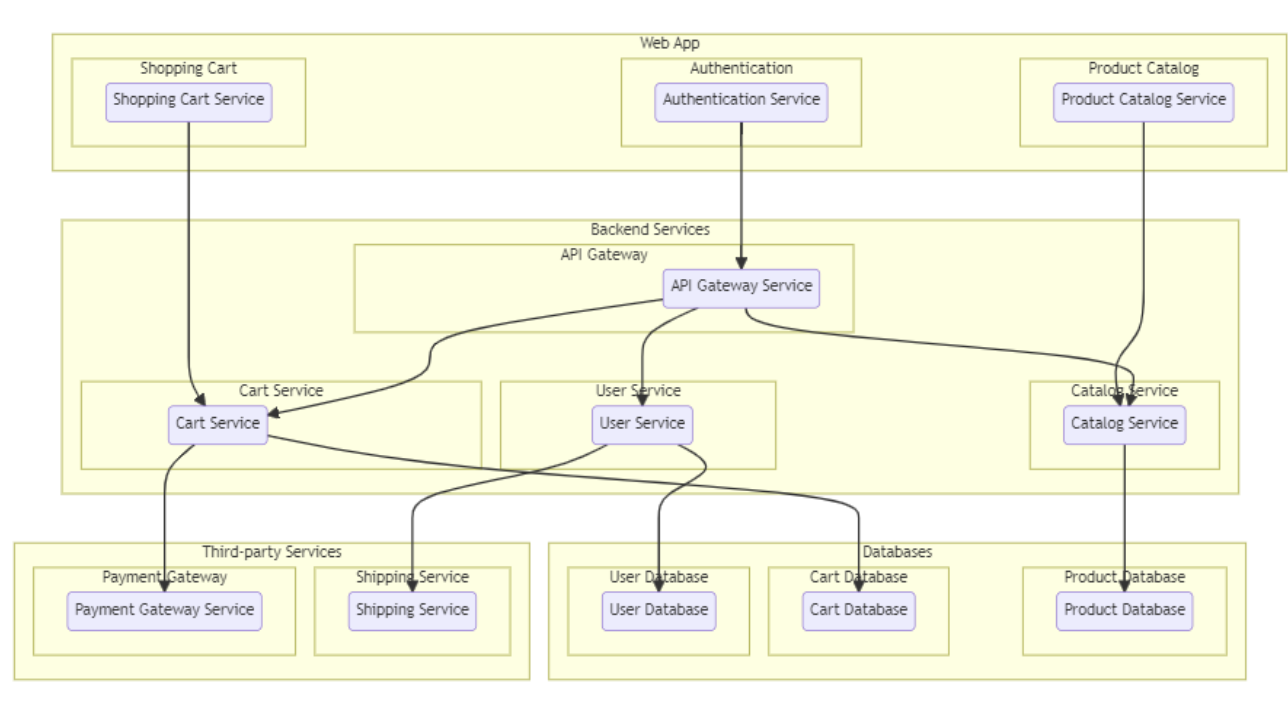 Web App
Shopping Cart
Authentication
Product Catalog
Shopping Cart Service
Authentication Service
Product Catalog Service
Backend Services
API Gateway
API Gateway Service
Cart Service
User Service
Catalog Service
Cart Service
User Service
Catalog Service
Third-party Services
Databases
Payment Gateway
Shipping Service
User Database
Cart Database
Product Database
Payment Gateway Service
Shipping Service
User Database
Cart Database
Product Database